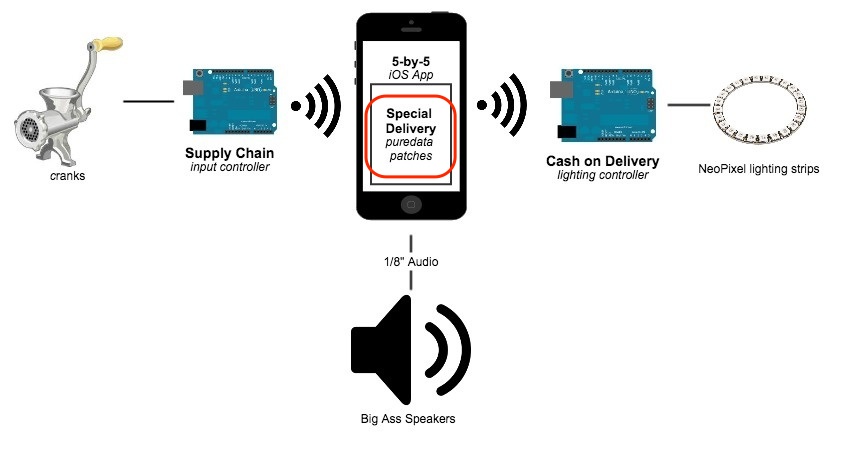 cranks
Supply Chain
input controller
5-by-5
iOS App
Special
Delivery
puredata
patches
Cash on Delivery
lighting controller
NeoPixel lighting strips
1/8" Audio
Big Ass Speakers